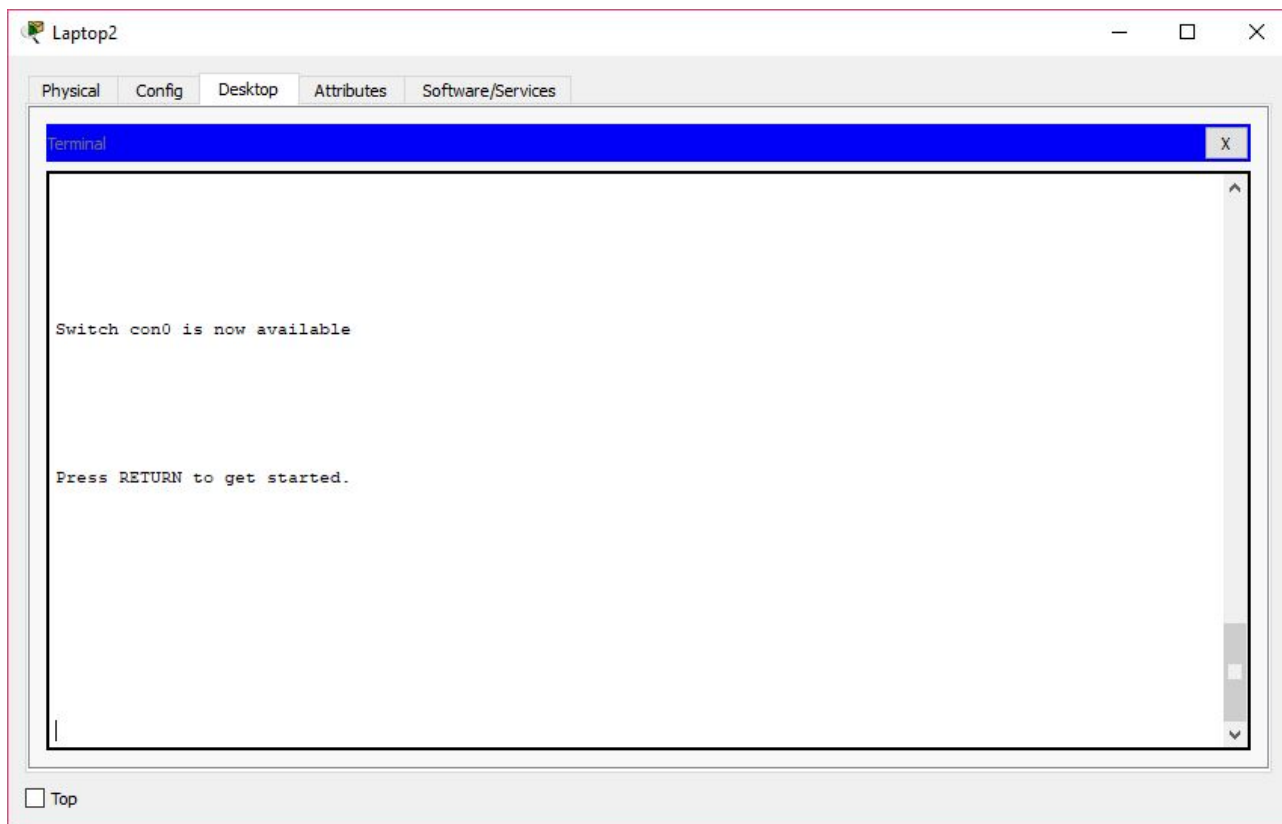 Laptop2
Physical Config Desktop Attributes Software/Services
Terminal X
Switch con0 is now available
Press RETURN to get started.
Top